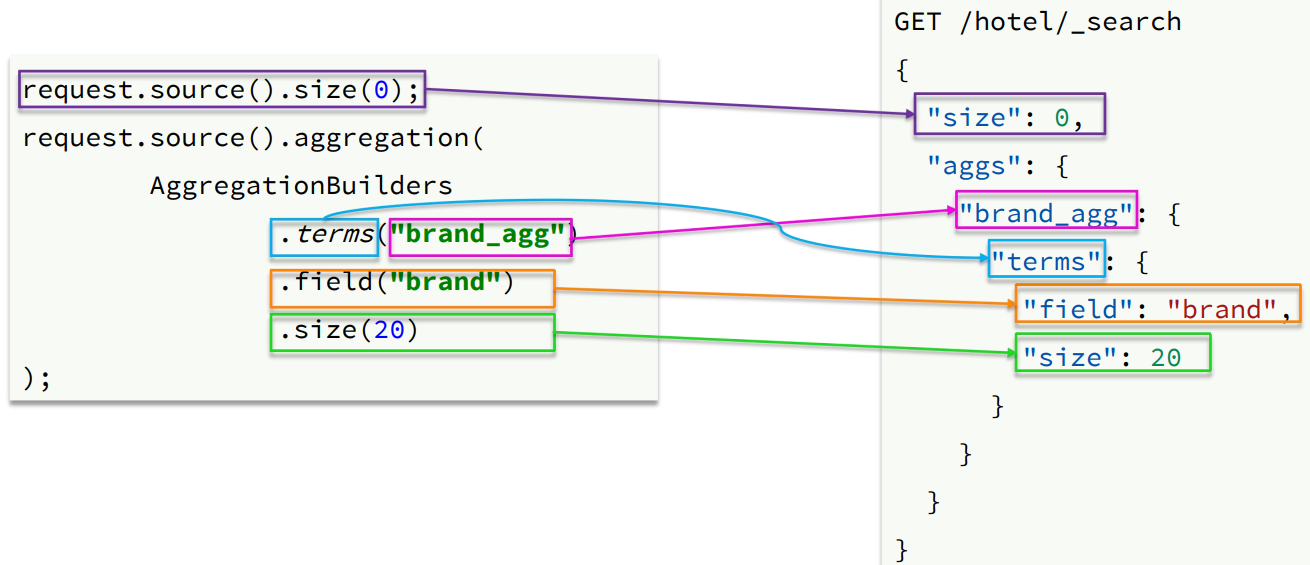 request.source().size(0);
request.source().aggregation(
AggregationBuilders
.terms("brand_agg")
.field("brand")
.size(20)
);
GET /hotel/_search
{
"size": 0,
"aggs": {
"brand_agg": {
"terms": {
"field": "brand",
"size": 20
}
}
}
}